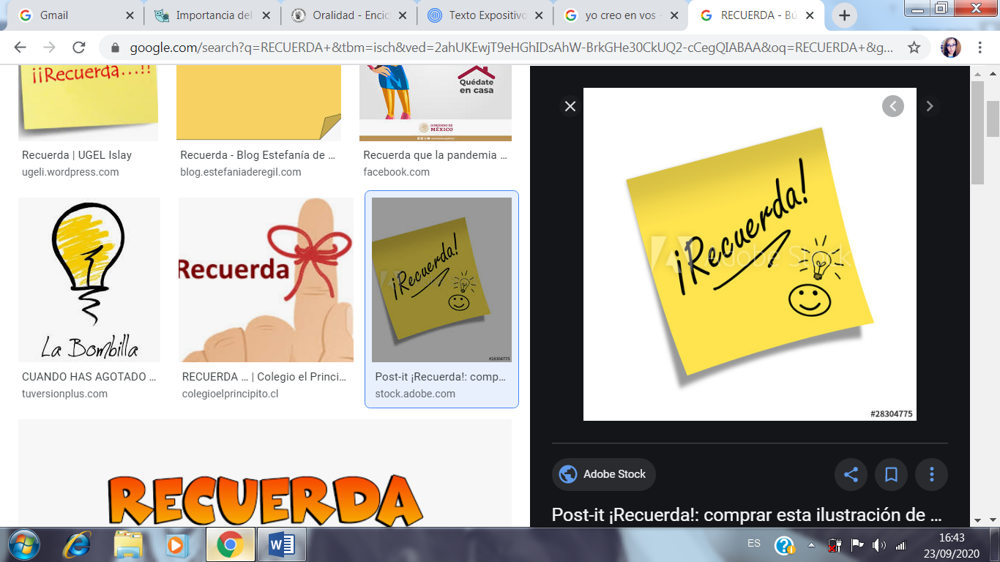 Gmail
Importancia del
Oralidad - Encic
Texto Expositivo
yo creo en vos -
RECUERDA - Bú
google.com/search?q=RECUERDA+&tbm=isch&ved=2ahUKEwjT9eHGhIDsAhW-BrkGHe30CkUQ2-cCegQIABAA&oq=RECUERDA+&g...
¡¡Recuerda...!!
Quédate
en casa
GOBIERNO DE
MÉXICO
Recuerda | UGEL Islay
ugeli.wordpress.com
Recuerda - Blog Estefanía de ...
blog.estefaniaderegil.com
Recuerda que la pandemia ...
facebook.com
La Bombilla
CUANDO HAS AGOTADO ...
tuversionplus.com
Recuerda
RECUERDA ... | Colegio el Princi...
colegioelprincipito.cl
¡Recuerda!
#28304775
Post-it ¡Recuerda!: comp...
stock.adobe.com
RECUERDA
¡Recuerda!
Adobe Stock
#28304775
Adobe Stock
Post-it ¡Recuerda!: comprar esta ilustración de ...
ES
16:43
23/09/2020